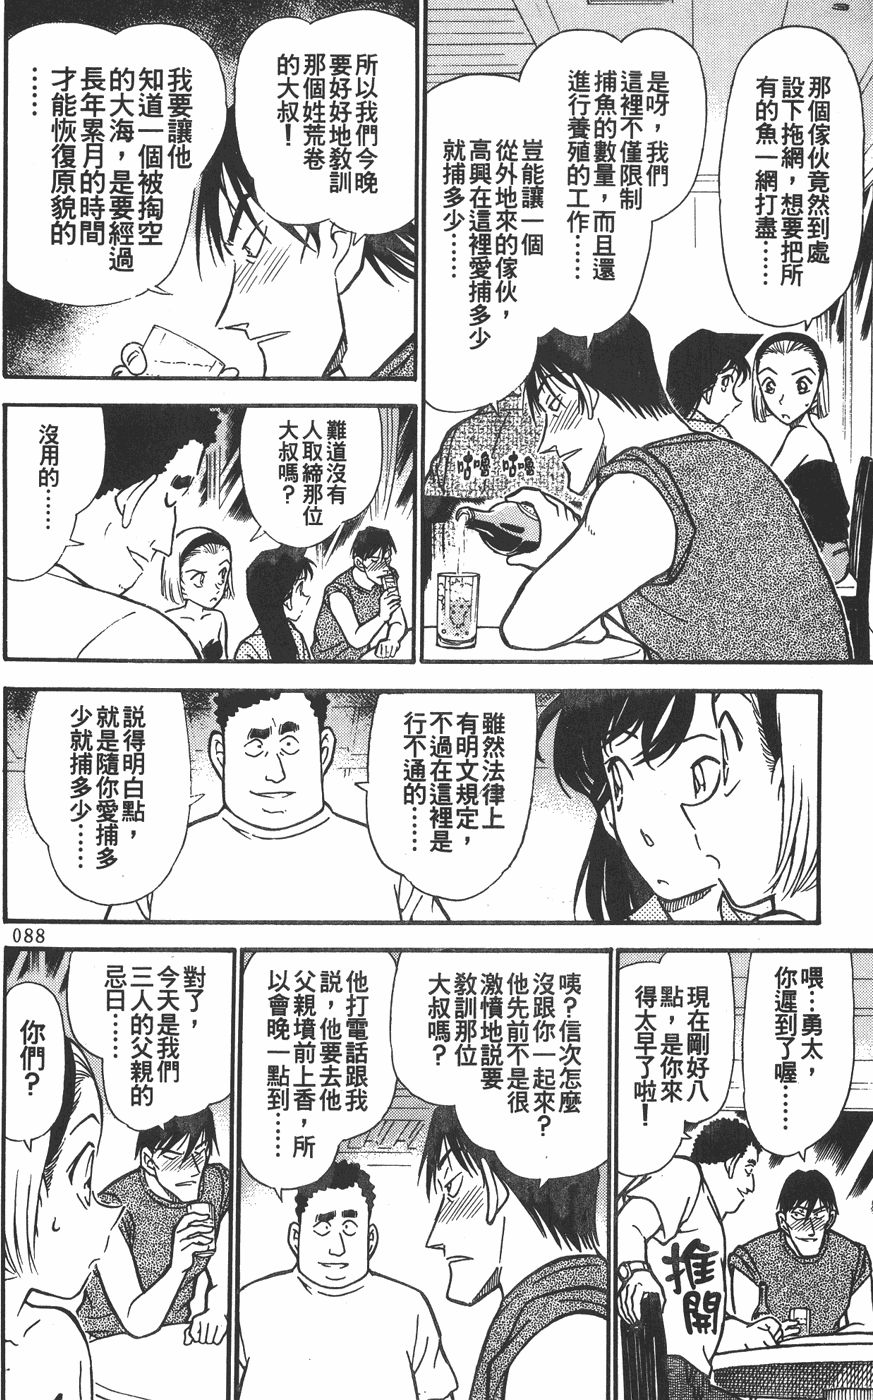 那個傢伙竟然到處
設下拖網，想要把所
有的魚一網打盡……
是呀，我們
這裡不僅限制
捕魚的數量，而且還
進行養殖的工作……
豈能讓一個
從外地來的傢伙，
高興在這裡愛捕多少
就捕多少……
咕嚕
咕嚕
所以我們今晚
要好好地教訓
那個姓荒卷
的大叔！
我要讓他
知道一個被掏空
的大海，是要經過
長年累月的時間
才能恢復原貌的
……
難道沒有
人取締那位
大叔嗎？
沒用的……
雖然法律上
有明文規定，
不過在這裡是
行不通的……
說得明白點，
就是隨你愛捕多
少就捕多少……
088
喂…勇太，
你遲到了喔……
現在剛好八
點，是你來
得太早了啦！
推開
咦？信次怎麼
沒跟你一起來？
他先前不是很
激憤地說要
教訓那位
大叔嗎？
他打電話跟我
說，他要去他
父親墳前上香，所
以會晚一點到……
對了，
今天是我們
三人的父親的
忌日……
你們？